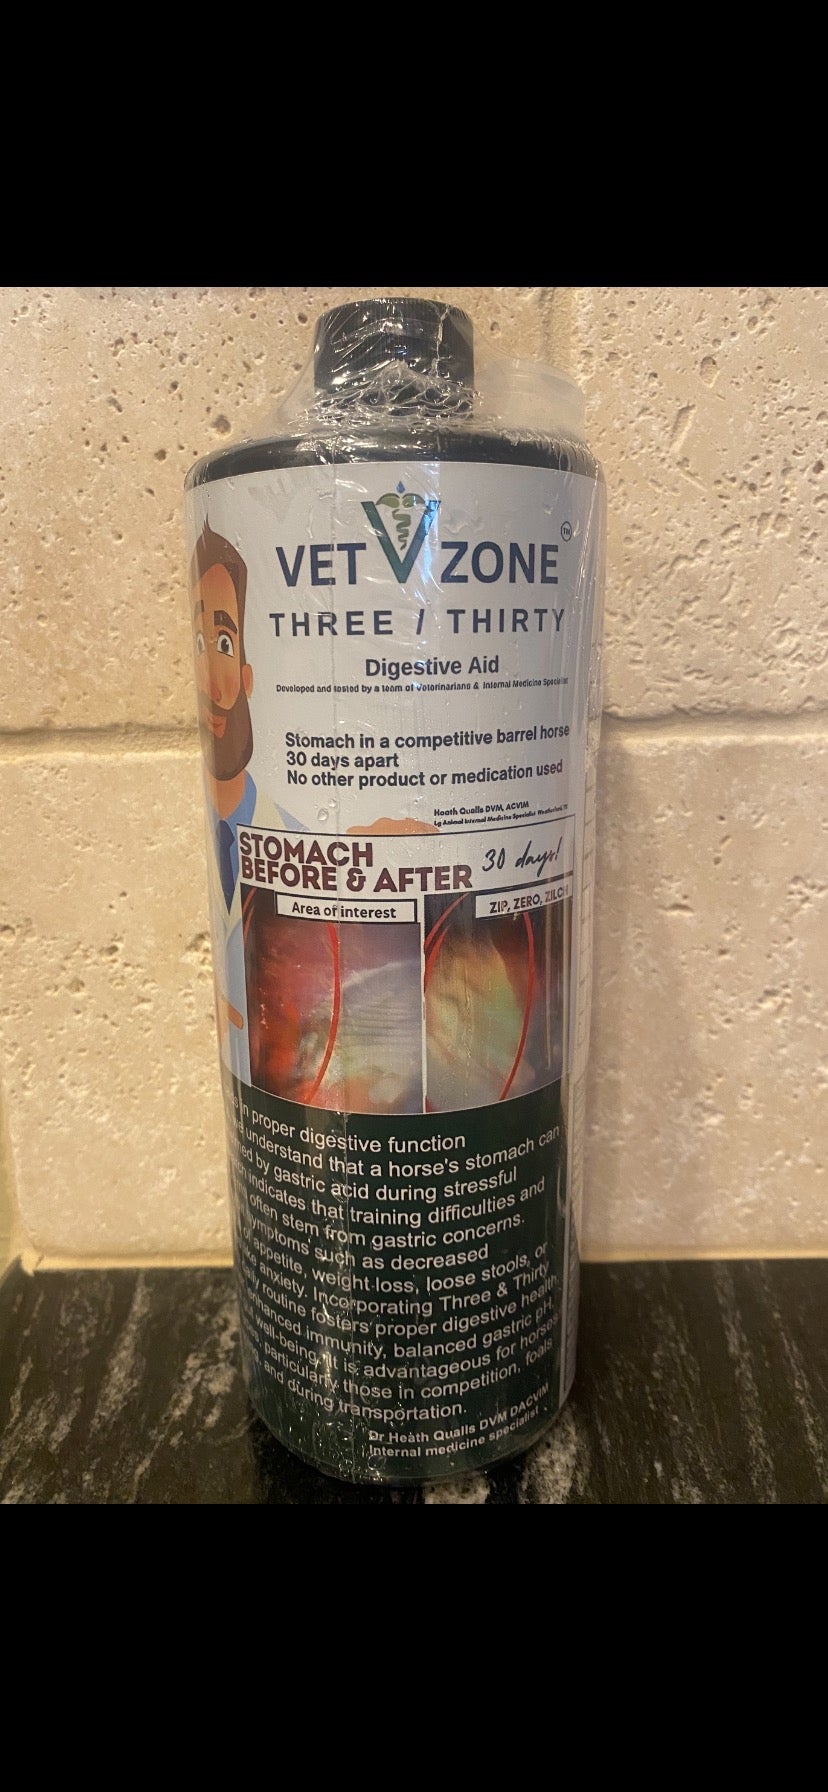 VET V ZONE
TM
THREE / THIRTY
Digestive Aid
Developed and tested by a team of Veterinarians & Internal Medicine
Stomach in a competitive barrel horse
30 days apart
No other product or medication used
Heath Qualls DVM, ACVIM
Lg Animal Internal Medicine Specialist
STOMACH
BEFORE & AFTER
30 days!
Area of interest
ZIP, ZERO, ZILCH
in proper digestive function
understand that a horse's stomach can
by gastric acid during stressful
indicates that training difficulties and
often stem from gastric concerns.
symptoms such as decreased
appetite, weight-loss, loose stools, or
anxiety. Incorporating Three & Thirty
routine fosters proper digestive health,
enhanced immunity, balanced gastric pH,
well-being. It is advantageous for horses
particularly those in competition, foals
and during transportation.
Dr Heath Qualls DVM DACVIM
Internal medicine specialist